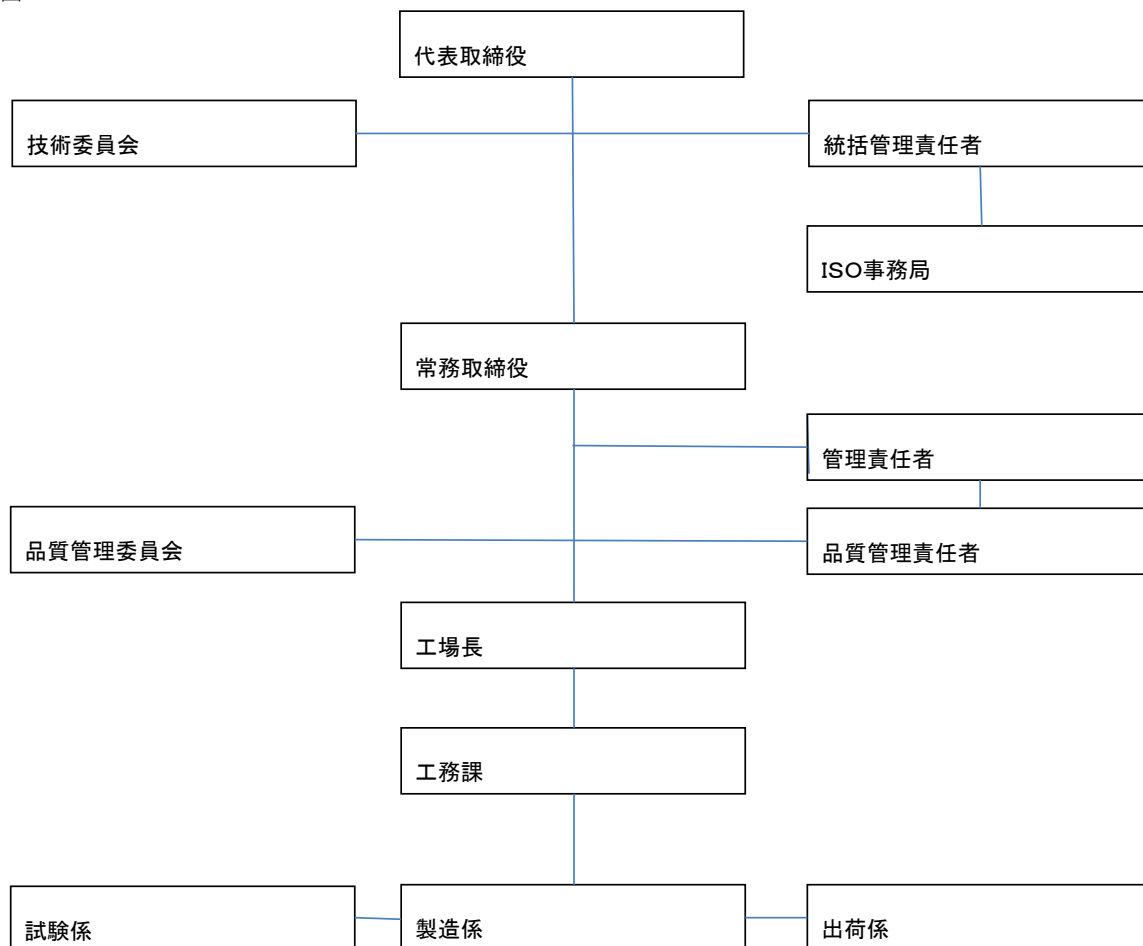 代表取締役
技術委員会
統括管理責任者
ISO事務局
常務取締役
管理責任者
品質管理委員会
品質管理責任者
工場長
工務課
試験係
製造係
出荷係